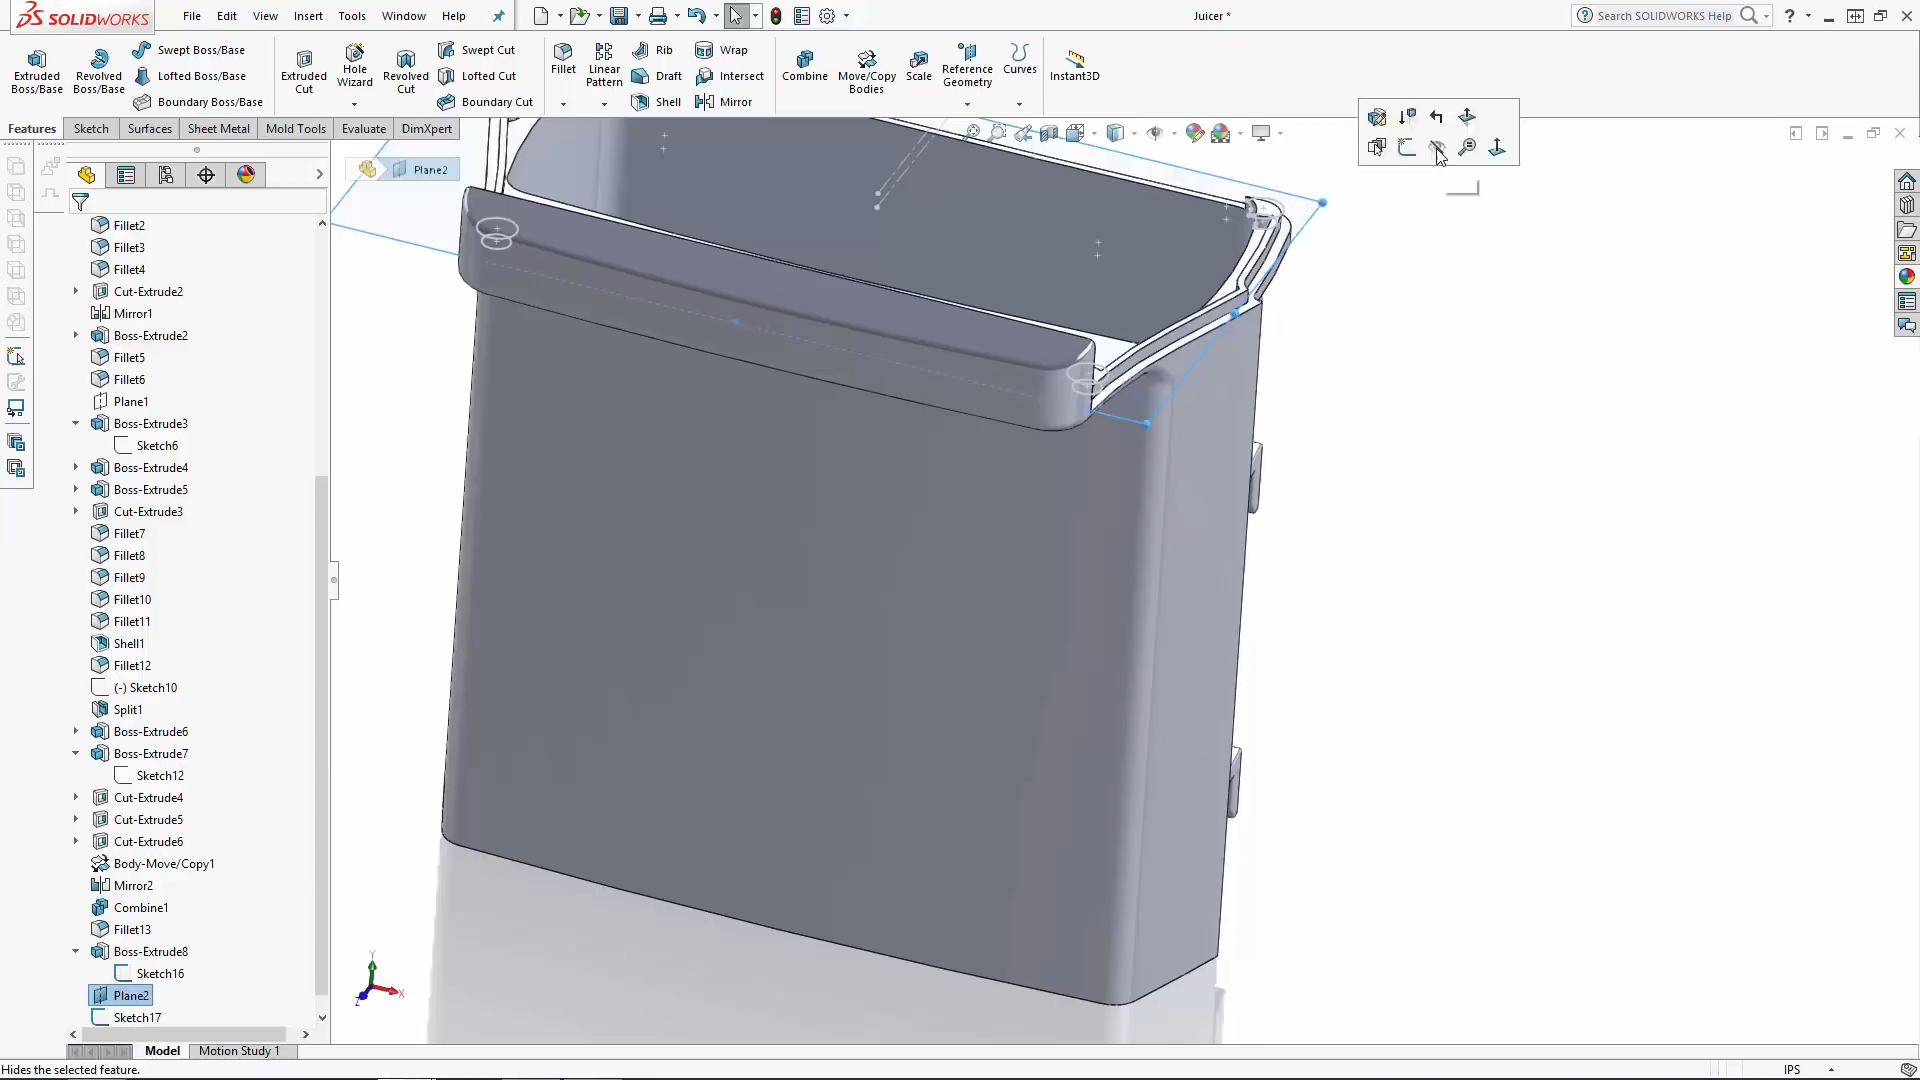 SOLIDWORKS
File Edit View Insert Tools Window Help
Juicer *
Search SOLIDWORKS Help
Extruded Boss/Base
Revolved Boss/Base
Swept Boss/Base
Lofted Boss/Base
Boundary Boss/Base
Extruded Cut
Hole Wizard
Revolved Cut
Swept Cut
Lofted Cut
Boundary Cut
Fillet
Linear Pattern
Rib
Draft
Shell
Wrap
Intersect
Mirror
Combine
Move/Copy Bodies
Scale
Reference Geometry
Curves
Instant3D
Features Sketch Surfaces Sheet Metal Mold Tools Evaluate DimXpert
Plane2
Fillet2
Fillet3
Fillet4
Cut-Extrude2
Mirror1
Boss-Extrude2
Fillet5
Fillet6
Plane1
Boss-Extrude3
Sketch6
Boss-Extrude4
Boss-Extrude5
Cut-Extrude3
Fillet7
Fillet8
Fillet9
Fillet10
Fillet11
Shell1
Fillet12
(-) Sketch10
Split1
Boss-Extrude6
Boss-Extrude7
Sketch12
Cut-Extrude4
Cut-Extrude5
Cut-Extrude6
Body-Move/Copy1
Mirror2
Combine1
Fillet13
Boss-Extrude8
Sketch16
Plane2
Sketch17
Y
X
Z
Model Motion Study 1
Hides the selected feature.
IPS